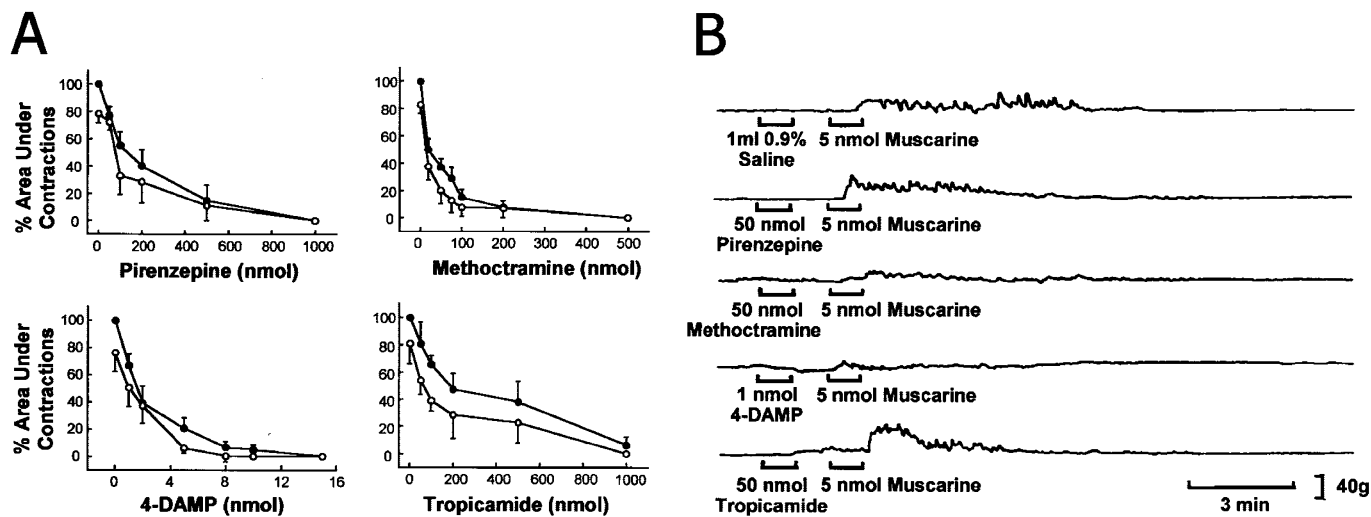 A
% Area Under
Contractions
100
80
60
40
20
0
0 200 400 600 800 1000
Pirenzepine (nmol)
100
80
60
40
20
0
0 100 200 300 400 500
Methoctramine (nmol)
% Area Under
Contractions
100
80
60
40
20
0
0 4 8 12 16
4-DAMP (nmol)
100
80
60
40
20
0
0 200 400 600 800 1000
Tropicamide (nmol)
B
1ml 0.9%
Saline
5 nmol Muscarine
50 nmol
Pirenzepine
5 nmol Muscarine
50 nmol
Methoctramine
5 nmol Muscarine
1 nmol
4-DAMP
5 nmol Muscarine
50 nmol
Tropicamide
5 nmol Muscarine
3 min
40g